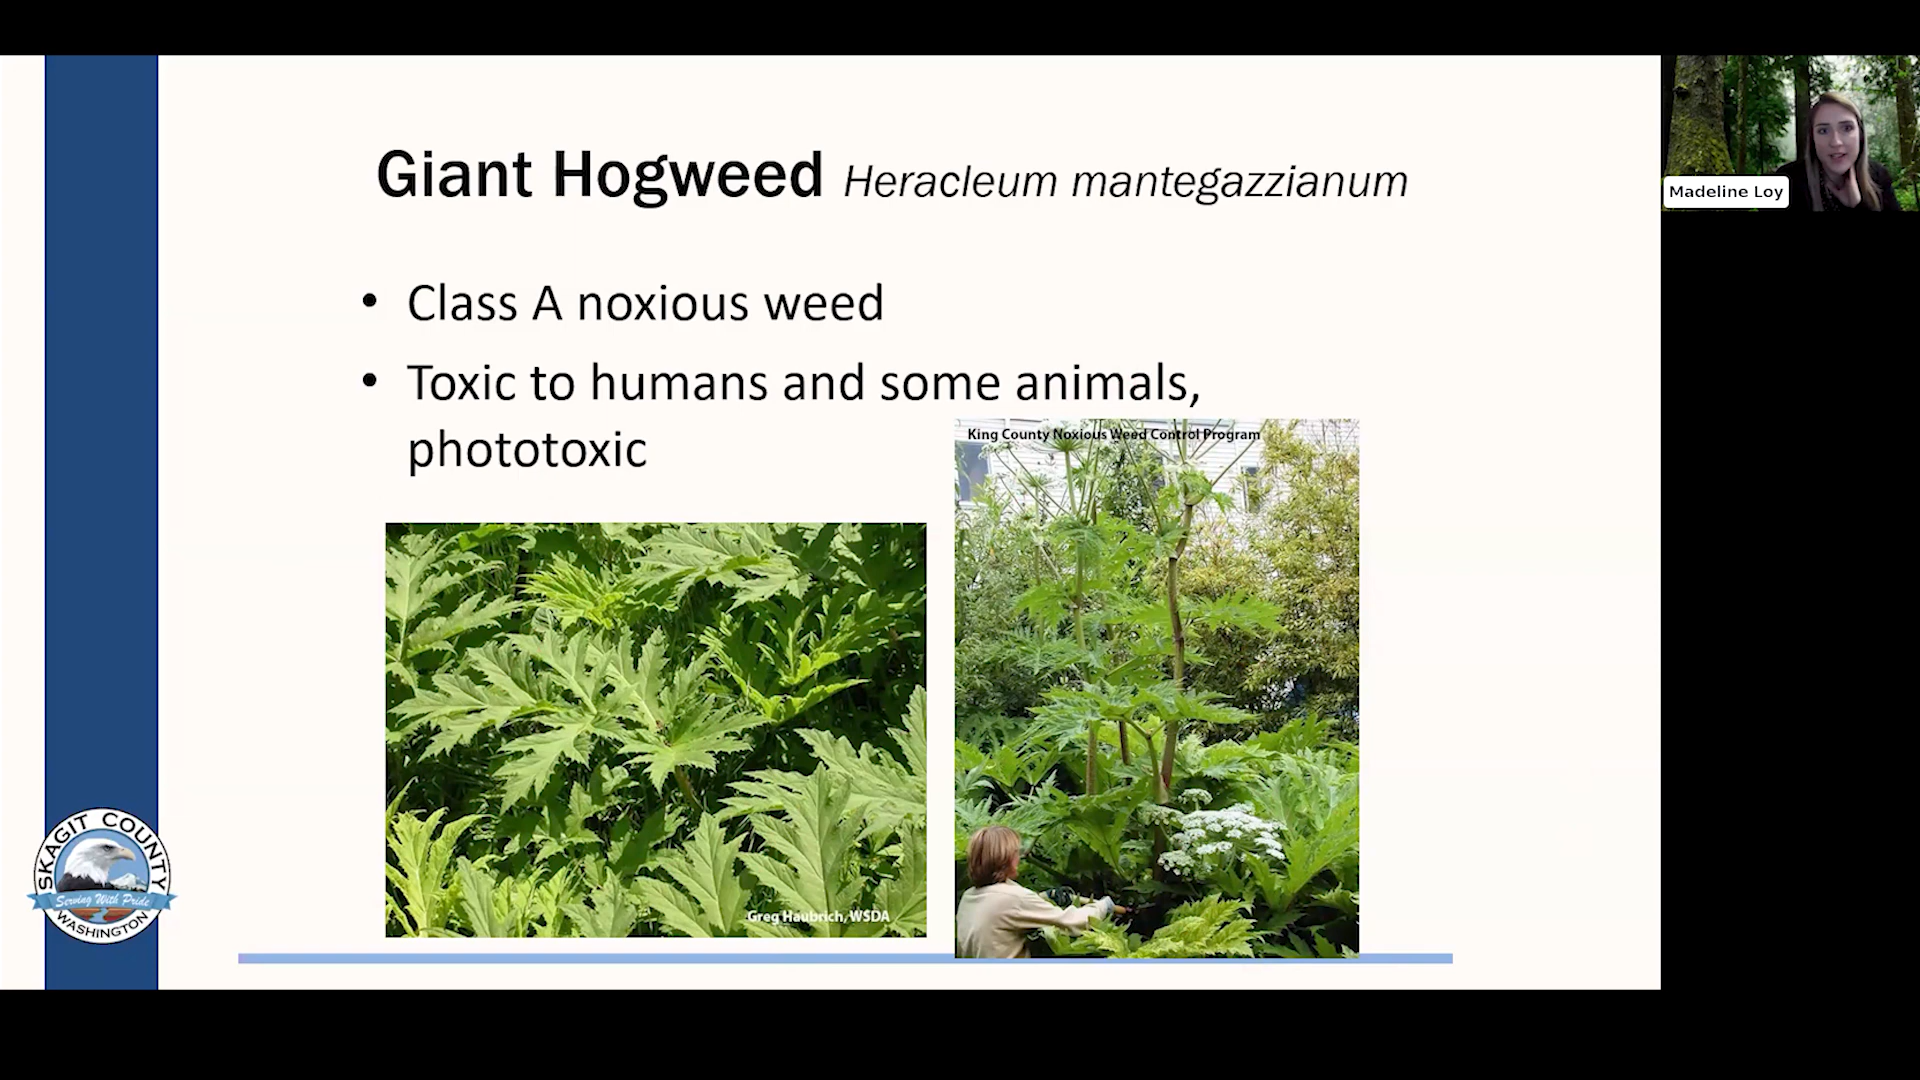 Giant Hogweed Heracleum mantegazzianum
Madeline Loy
• Class A noxious weed
• Toxic to humans and some animals,
phototoxic
King County Noxious Weed Control Program
Greg Haubrich, WSDA
SKAGIT COUNTY
Serving With Pride
WASHINGTON